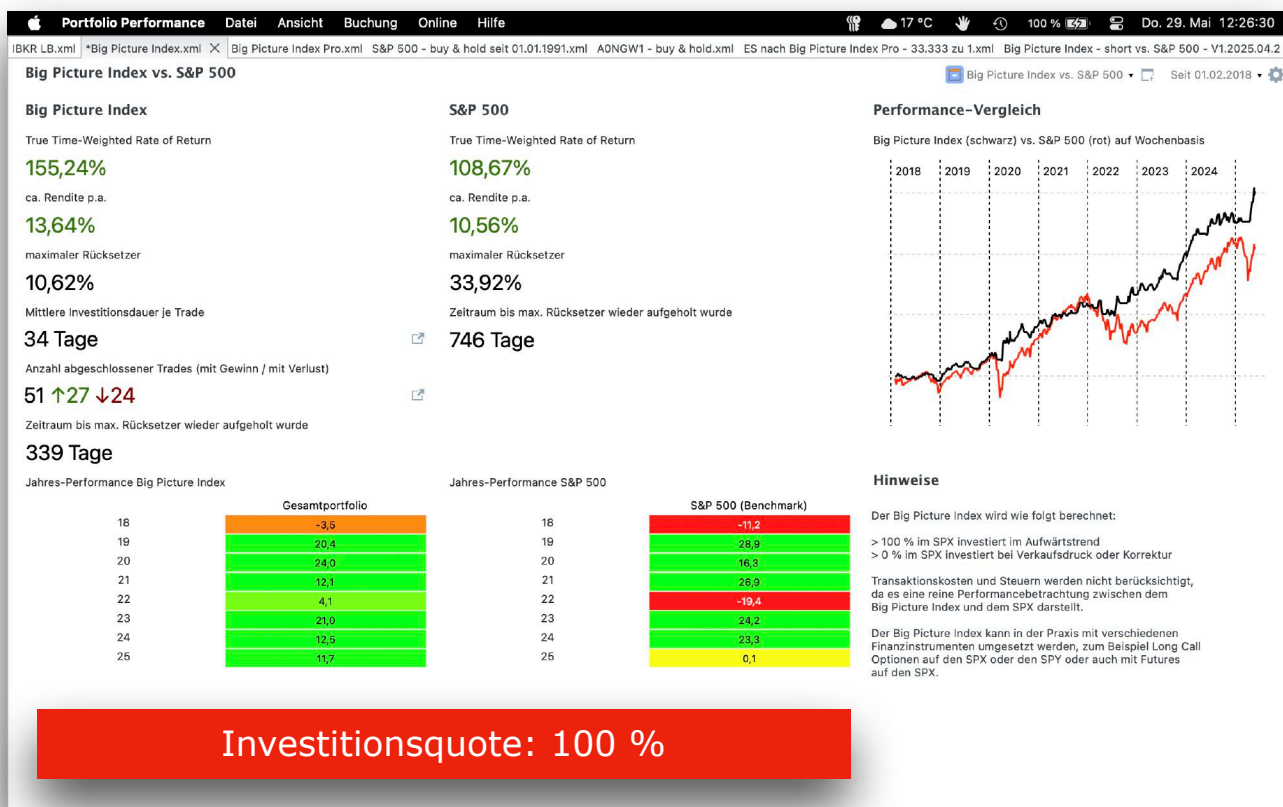 Portfolio Performance Datei Ansicht Buchung Online Hilfe 17 °C 100 % Do. 29. Mai 12:26:30
IBKR LB.xml *Big Picture Index.xml Big Picture Index Pro.xml S&P 500 - buy & hold seit 01.01.1991.xml A0NGW1 - buy & hold.xml ES nach Big Picture Index Pro - 33.333 zu 1.xml Big Picture Index - short vs. S&P 500 - V1.2025.04.2
Big Picture Index vs. S&P 500 Big Picture Index vs. S&P 500 Seit 01.02.2018
Big Picture Index S&P 500 Performance-Vergleich
True Time-Weighted Rate of Return True Time-Weighted Rate of Return Big Picture Index (schwarz) vs. S&P 500 (rot) auf Wochenbasis
155,24% 108,67%
2018 2019 2020 2021 2022 2023 2024
ca. Rendite p.a. ca. Rendite p.a.
13,64% 10,56%
maximaler Rücksetzer maximaler Rücksetzer
10,62% 33,92%
Mittlere Investitionsdauer je Trade Zeitraum bis max. Rücksetzer wieder aufgeholt wurde
34 Tage 746 Tage
Anzahl abgeschlossener Trades (mit Gewinn / mit Verlust)
51 ↑27 ↓24
Zeitraum bis max. Rücksetzer wieder aufgeholt wurde
339 Tage
Jahres-Performance Big Picture Index Jahres-Performance S&P 500
Gesamtportfolio S&P 500 (Benchmark)
18 -3,5 18 -11,2
19 20,4 19 28,9
20 24,0 20 16,3
21 12,1 21 26,9
22 4,1 22 -19,4
23 21,0 23 24,2
24 12,5 24 23,3
25 11,7 25 0,1
Hinweise
Der Big Picture Index wird wie folgt berechnet:
> 100 % im SPX investiert im Aufwärtstrend
> 0 % im SPX investiert bei Verkaufsdruck oder Korrektur
Transaktionskosten und Steuern werden nicht berücksichtigt,
da es eine reine Performancebetrachtung zwischen dem
Big Picture Index und dem SPX darstellt.
Der Big Picture Index kann in der Praxis mit verschiedenen
Finanzinstrumenten umgesetzt werden, zum Beispiel Long Call
Optionen auf den SPX oder den SPY oder auch mit Futures
auf den SPX.
Investitionsquote: 100 %